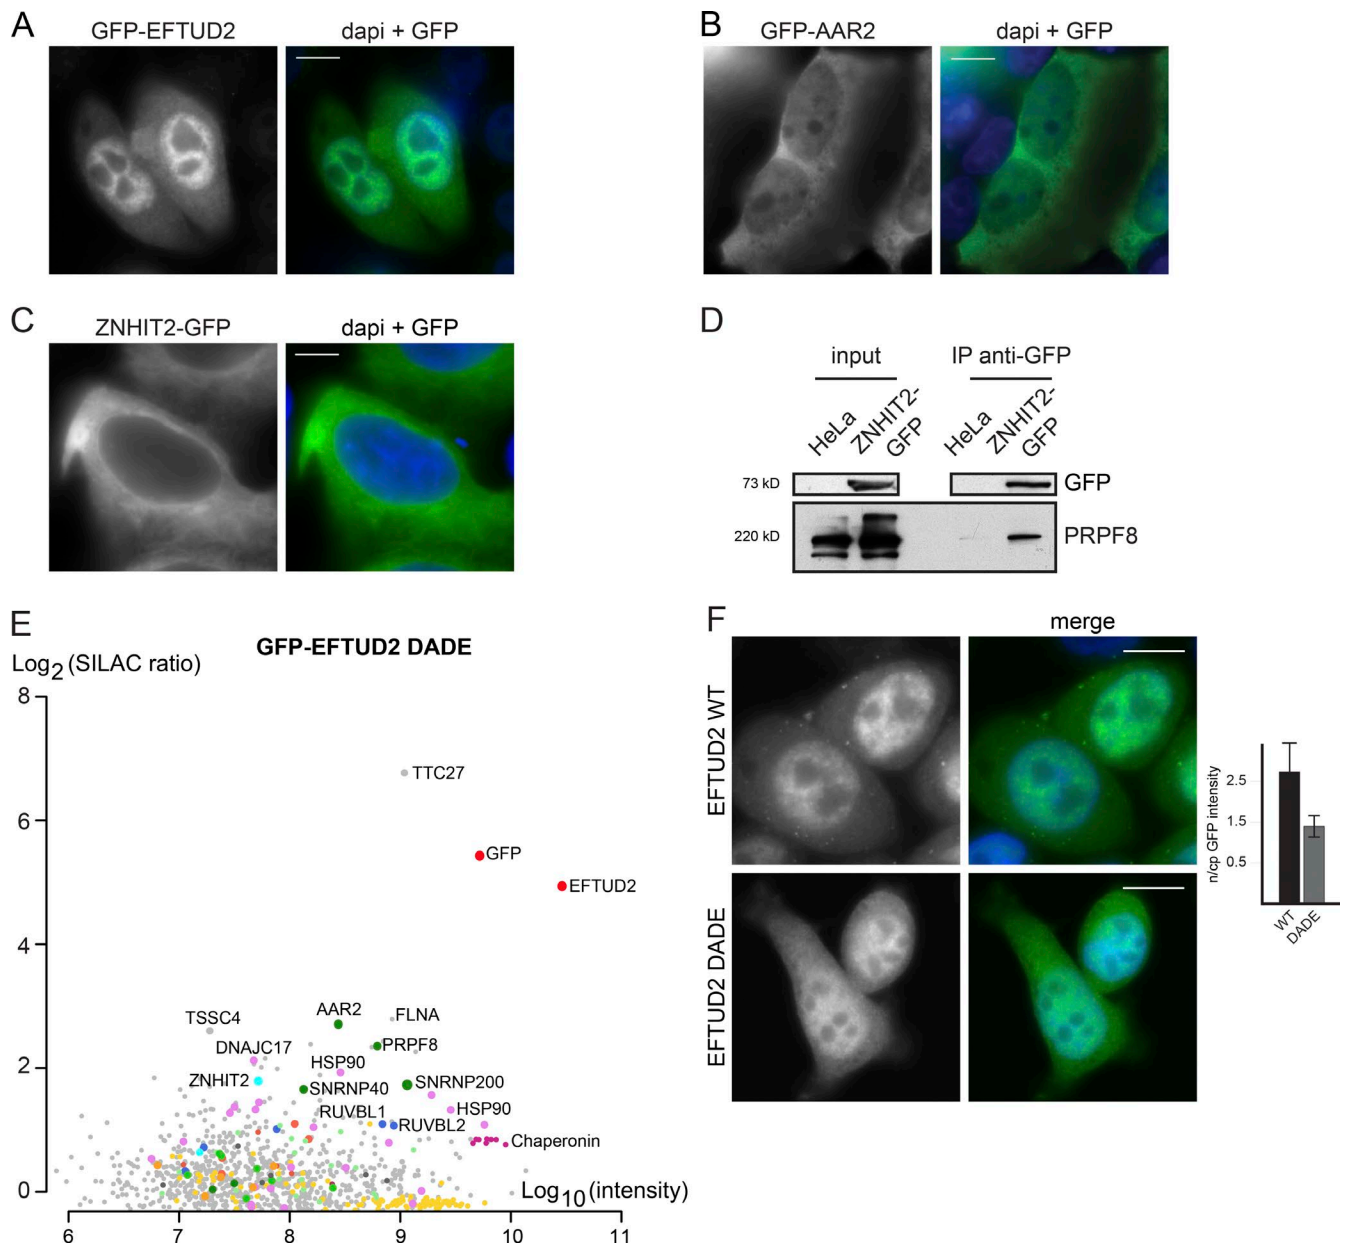 A
GFP-EFTUD2
dapi + GFP
B
GFP-AAR2
dapi + GFP
C
ZNHIT2-GFP
dapi + GFP
D
input
IP anti-GFP
HeLa
ZNHIT2-
GFP
HeLa
ZNHIT2-
GFP
73 kD
GFP
220 kD
PRPF8
E
GFP-EFTUD2 DADE
Log2 (SILAC ratio)
8
6
4
2
0
TTC27
GFP
EFTUD2
TSSC4
AAR2
FLNA
DNAJC17
PRPF8
HSP90
ZNHIT2
SNRNP40
SNRNP200
RUVBL1
HSP90
RUVBL2
Chaperonin
Log10 (intensity)
6
7
8
9
10
11
F
merge
EFTUD2 WT
EFTUD2 DADE
n/cp GFP intensity
2.5
1.5
0.5
WT
DADE